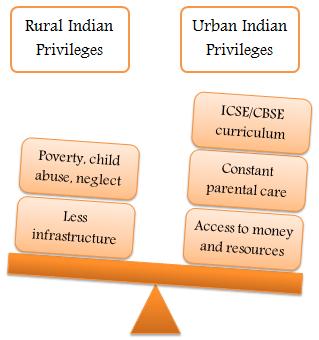 Rural Indian
Privileges
Urban Indian
Privileges
ICSE/CBSE
curriculum
Poverty, child
abuse, neglect
Constant
parental care
Less
infrastructure
Access to money
and resources